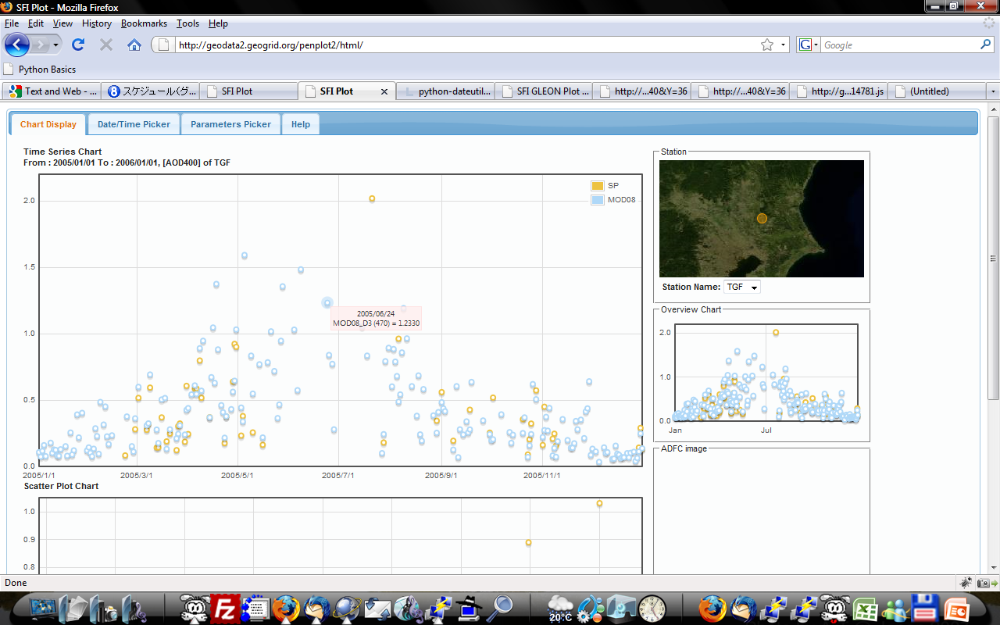 SFI Plot - Mozilla Firefox
File Edit View History Bookmarks Tools Help
http://geodata2.geogrid.org/penplot2/html/
G Google
Python Basics
Text and Web - ...
スケジュール(グ...
SFI Plot
SFI Plot
python-dateutil...
SFI GLEON Plot ...
http://...40&Y=36
http://...40&Y=36
http://g...14781.js
(Untitled)
Chart Display
Date/Time Picker
Parameters Picker
Help
Time Series Chart
From : 2005/01/01 To : 2006/01/01, [AOD400] of TGF
SP
MOD08
2.0
1.5
1.0
0.5
0.0
2005/06/24
MOD08_D3 (470) = 1.2330
2005/1/1 2005/3/1 2005/5/1 2005/7/1 2005/9/1 2005/11/1
Scatter Plot Chart
1.0
0.9
0.8
Station
Station Name: TGF
Overview Chart
2.0
1.0
0.0
Jan Jul
ADFC image
Done
Fz
20°C